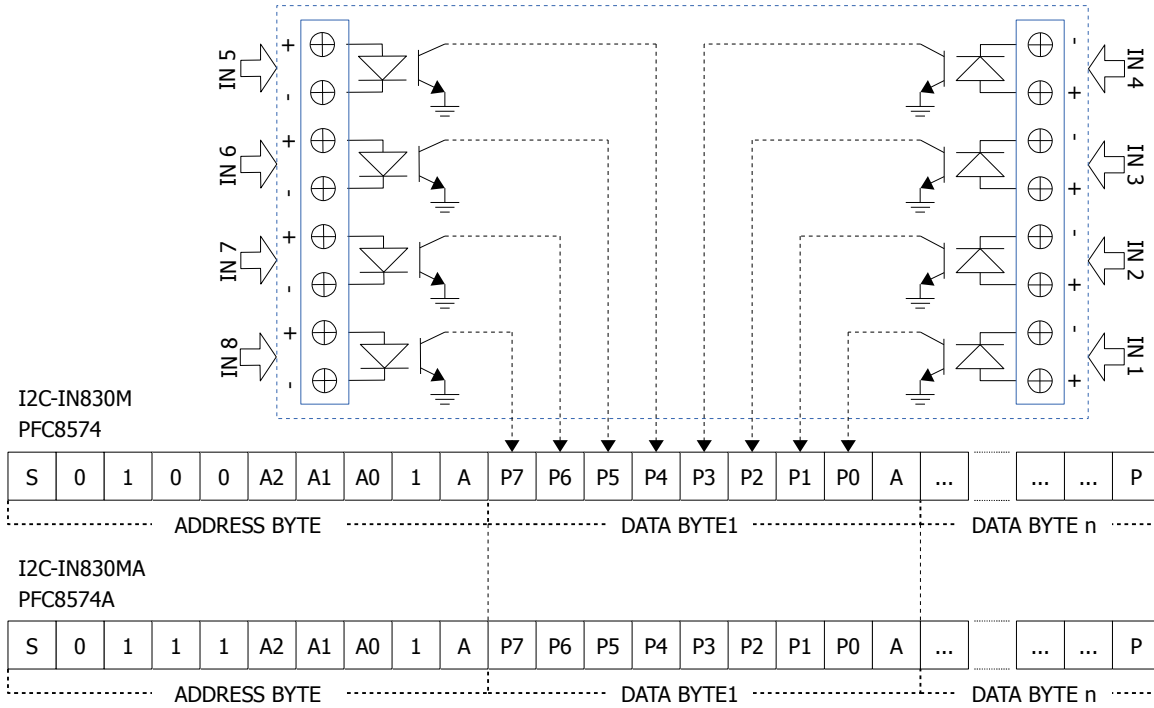 IN 5
+
-
IN 6
+
-
IN 7
+
-
IN 8
+
-
-
IN 4
+
-
IN 3
+
-
IN 2
+
-
IN 1
+
I2C-IN830M
PFC8574
S 0 1 0 0 A2 A1 A0 1 A P7 P6 P5 P4 P3 P2 P1 P0 A ... ... ... P
ADDRESS BYTE DATA BYTE1 DATA BYTE n
I2C-IN830MA
PFC8574A
S 0 1 1 1 A2 A1 A0 1 A P7 P6 P5 P4 P3 P2 P1 P0 A ... ... ... P
ADDRESS BYTE DATA BYTE1 DATA BYTE n